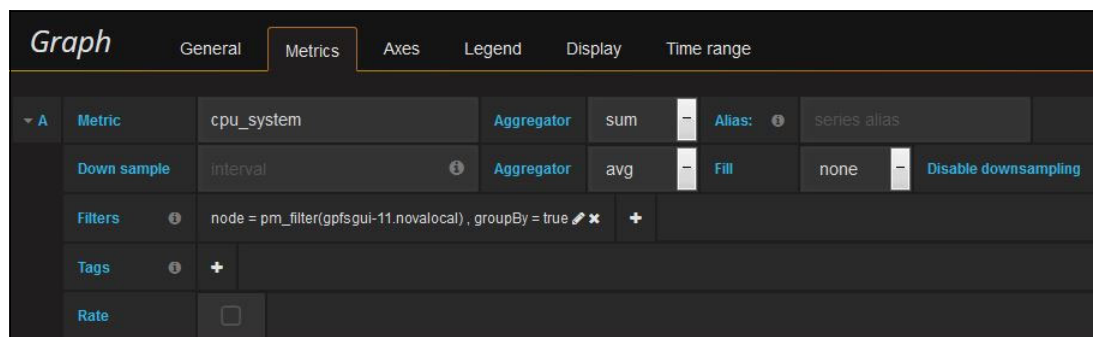 Graph General Metrics Axes Legend Display Time range
A Metric cpu_system Aggregator sum Alias: series alias
Down sample interval Aggregator avg Fill none Disable downsampling
Filters node = pm_filter(gpfsgui-11.novalocal) , groupBy = true
Tags
Rate